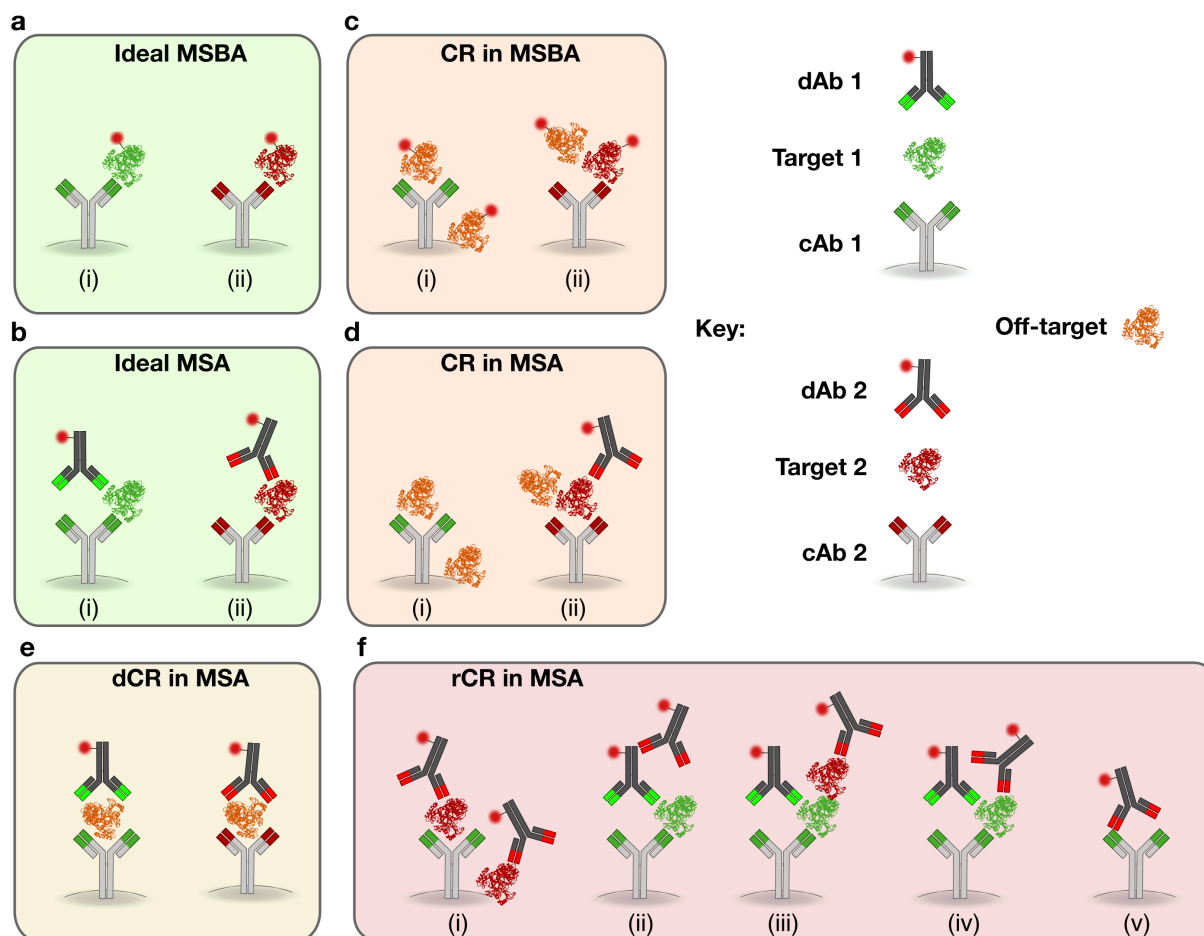 a
Ideal MSBA
(i)
(ii)
c
CR in MSBA
(i)
(ii)
b
Ideal MSA
(i)
(ii)
d
CR in MSA
(i)
(ii)
dAb 1
Target 1
cAb 1
Key:
Off-target
dAb 2
Target 2
cAb 2
e
dCR in MSA
f
rCR in MSA
(i)
(ii)
(iii)
(iv)
(v)